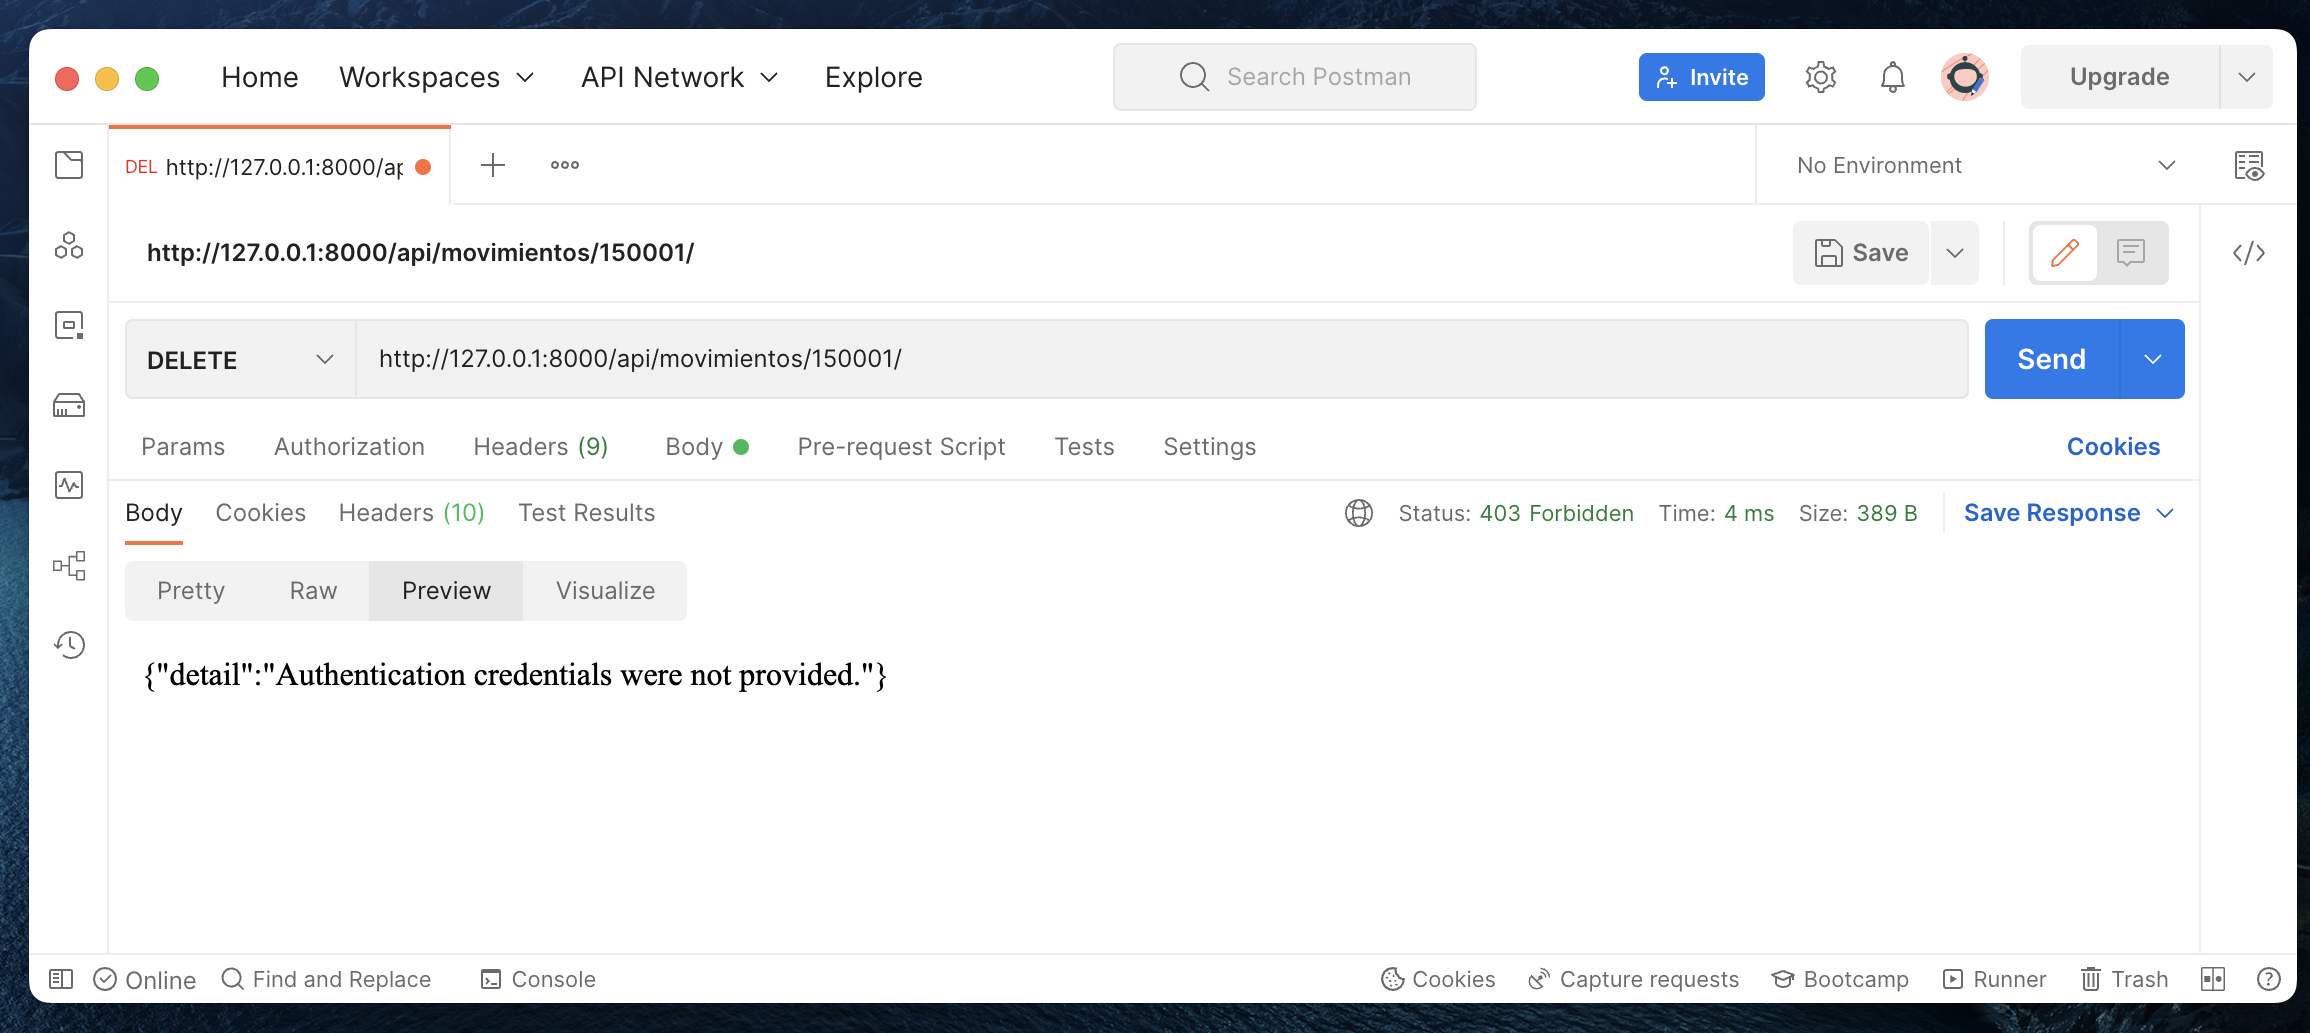 Home Workspaces API Network Explore Search Postman Invite Upgrade
DEL http://127.0.0.1:8000/ap No Environment
http://127.0.0.1:8000/api/movimientos/150001/ Save
DELETE http://127.0.0.1:8000/api/movimientos/150001/ Send
Params Authorization Headers (9) Body Pre-request Script Tests Settings Cookies
Body Cookies Headers (10) Test Results Status: 403 Forbidden Time: 4 ms Size: 389 B Save Response
Pretty Raw Preview Visualize
{"detail":"Authentication credentials were not provided."}
Online Find and Replace Console Cookies Capture requests Bootcamp Runner Trash